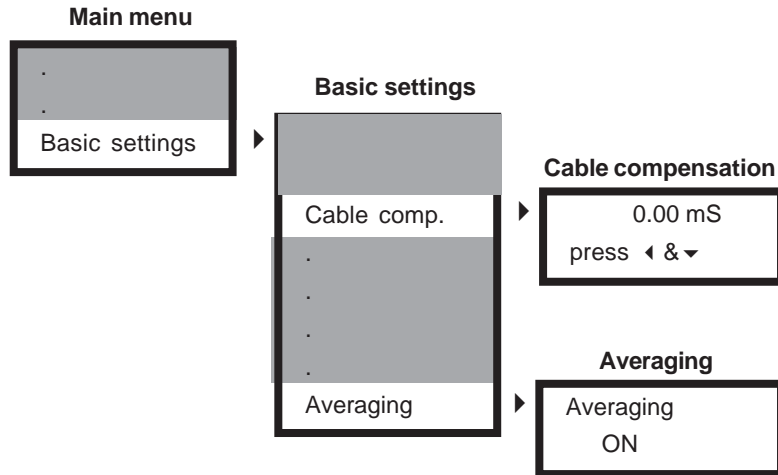 Main menu
.
.
Basic settings
Basic settings
Cable comp.
.
.
.
.
Averaging
Cable compensation
0.00 mS
press ◂ & ▾
Averaging
Averaging
ON